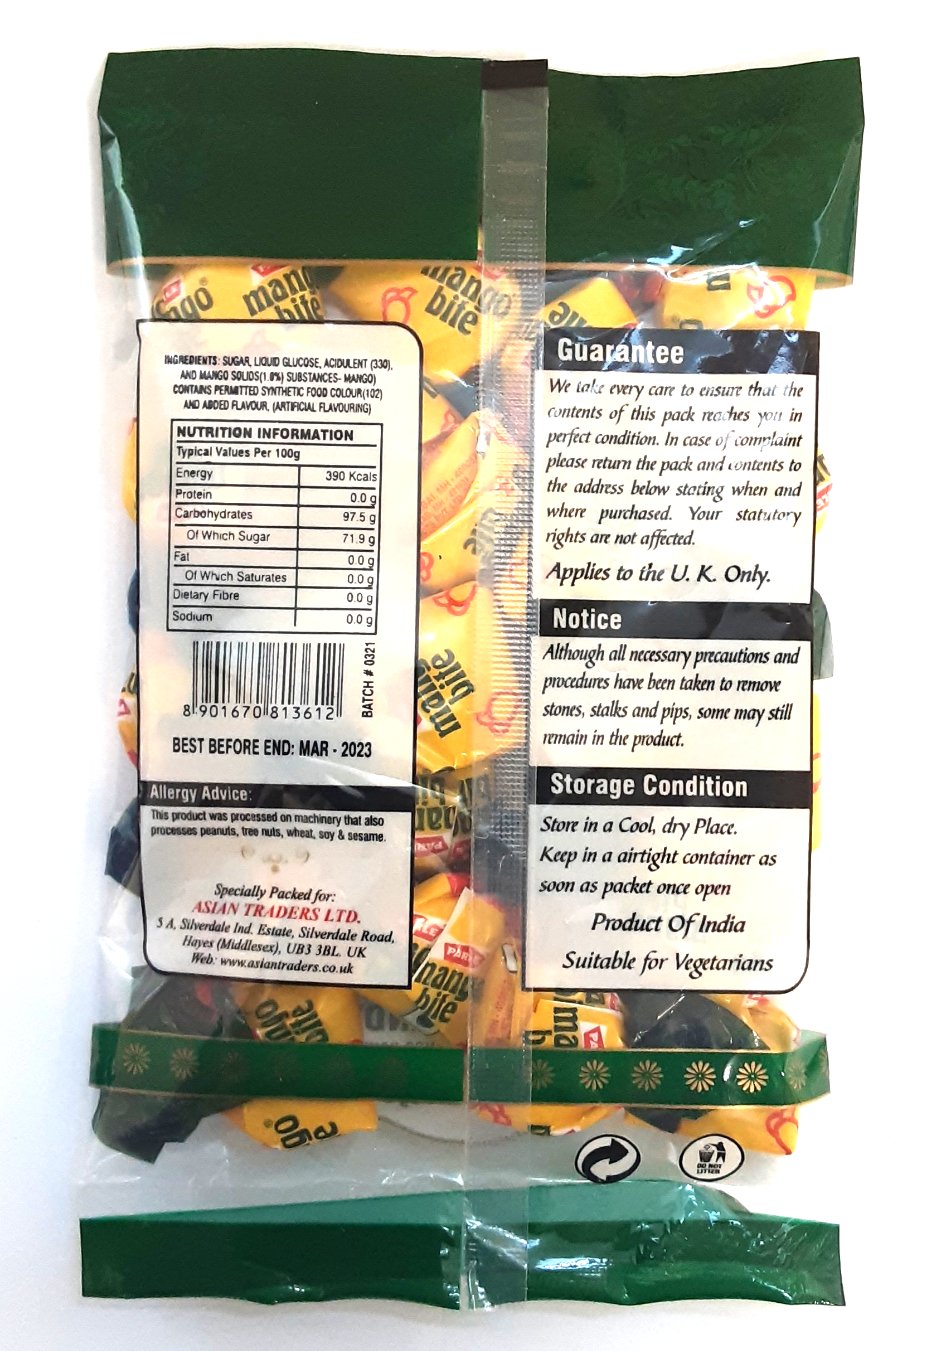 mango
bite
mango
bite
INGREDIENTS: SUGAR, LIQUID GLUCOSE, ACIDULENT (330),
AND MANGO SOLIDS(1.0%) SUBSTANCES- MANGO)
CONTAINS PERMITTED SYNTHETIC FOOD COLOUR(102)
AND ADDED FLAVOUR, (ARTIFICIAL FLAVOURING)
NUTRITION INFORMATION
Typical Values Per 100g
Energy 390 Kcals
Protein 0.0 g
Carbohydrates 97.5 g
Of Which Sugar 71.9 g
Fat 0.0 g
Of Which Saturates 0.0 g
Dietary Fibre 0.0 g
Sodium 0.0 g
8 901670 813612
BATCH # 0321
BEST BEFORE END: MAR - 2023
Allergy Advice:
This product was processed on machinery that also
processes peanuts, tree nuts, wheat, soy & sesame.
Specially Packed for:
ASIAN TRADERS LTD.
5 A, Silverdale Ind. Estate, Silverdale Road,
Hayes (Middlesex), UB3 3BL. UK
Web: www.asiantraders.co.uk
Guarantee
We take every care to ensure that the
contents of this pack reaches you in
perfect condition. In case of complaint
please return the pack and contents to
the address below stating when and
where purchased. Your statutory
rights are not affected.
Applies to the U. K. Only.
Notice
Although all necessary precautions and
procedures have been taken to remove
stones, stalks and pips, some may still
remain in the product.
Storage Condition
Store in a Cool, dry Place.
Keep in a airtight container as
soon as packet once open
Product Of India
Suitable for Vegetarians
mango
bite
PARLE
mango
bite
DO NOT
LITTER